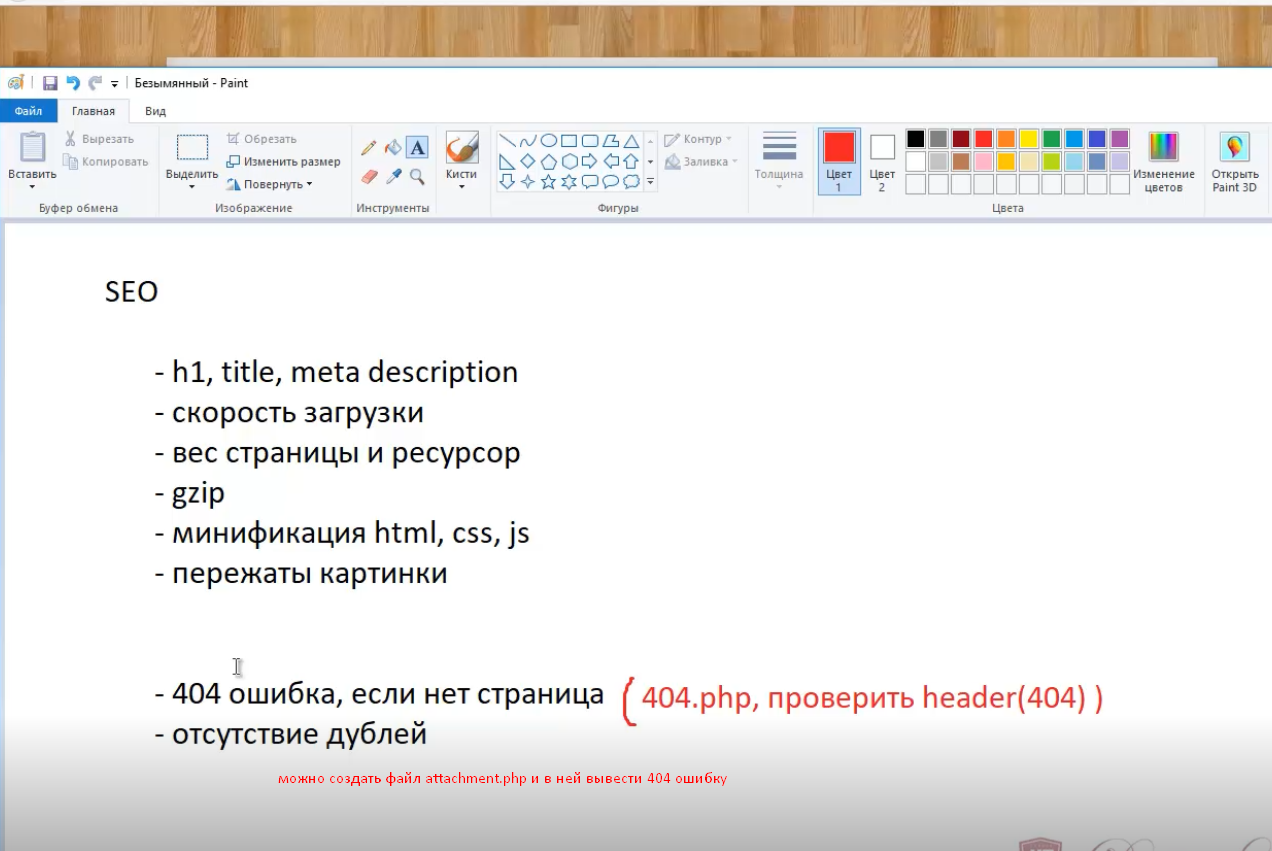 Безымянный - Paint
Файл Главная Вид
Вставить
Вырезать
Копировать
Буфер обмена
Выделить
Обрезать
Изменить размер
Повернуть
Изображение
A
Инструменты
Кисти
Фигуры
Контур
Заливка
Толщина
Цвет
1
Цвет
2
Цвета
Изменение
цветов
Открыть
Paint 3D
SEO
- h1, title, meta description
- скорость загрузки
- вес страницы и ресурсор
- gzip
- минификация html, css, js
- пережаты картинки
- 404 ошибка, если нет страница ( 404.php, проверить header(404) )
- отсутствие дублей
можно создать файл attachment.php и в ней вывести 404 ошибку